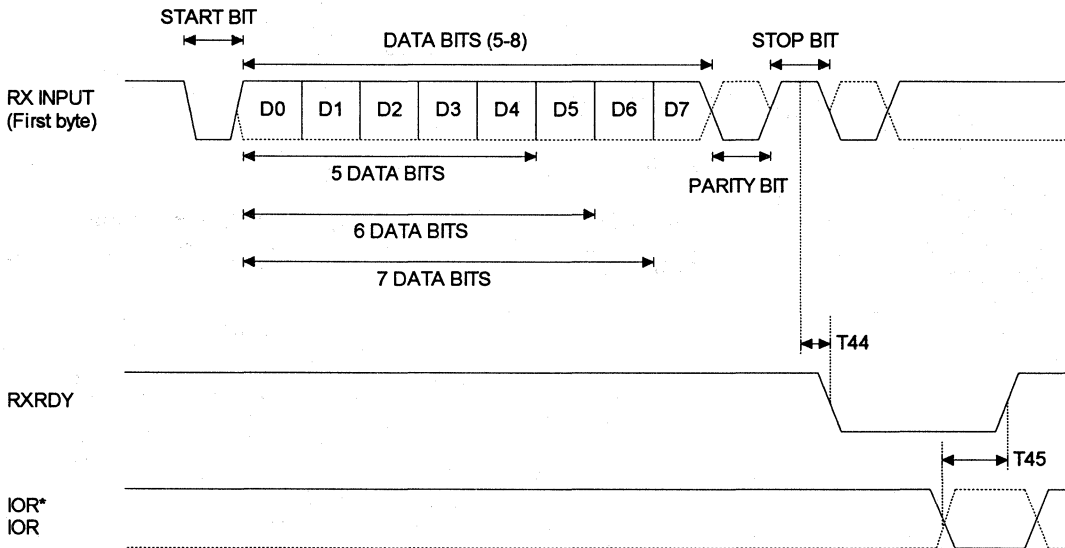 START BIT
DATA BITS (5-8)
STOP BIT
RX INPUT
(First byte)
D0 D1 D2 D3 D4 D5 D6 D7
5 DATA BITS
PARITY BIT
6 DATA BITS
7 DATA BITS
T44
RXRDY
T45
IOR*
IOR